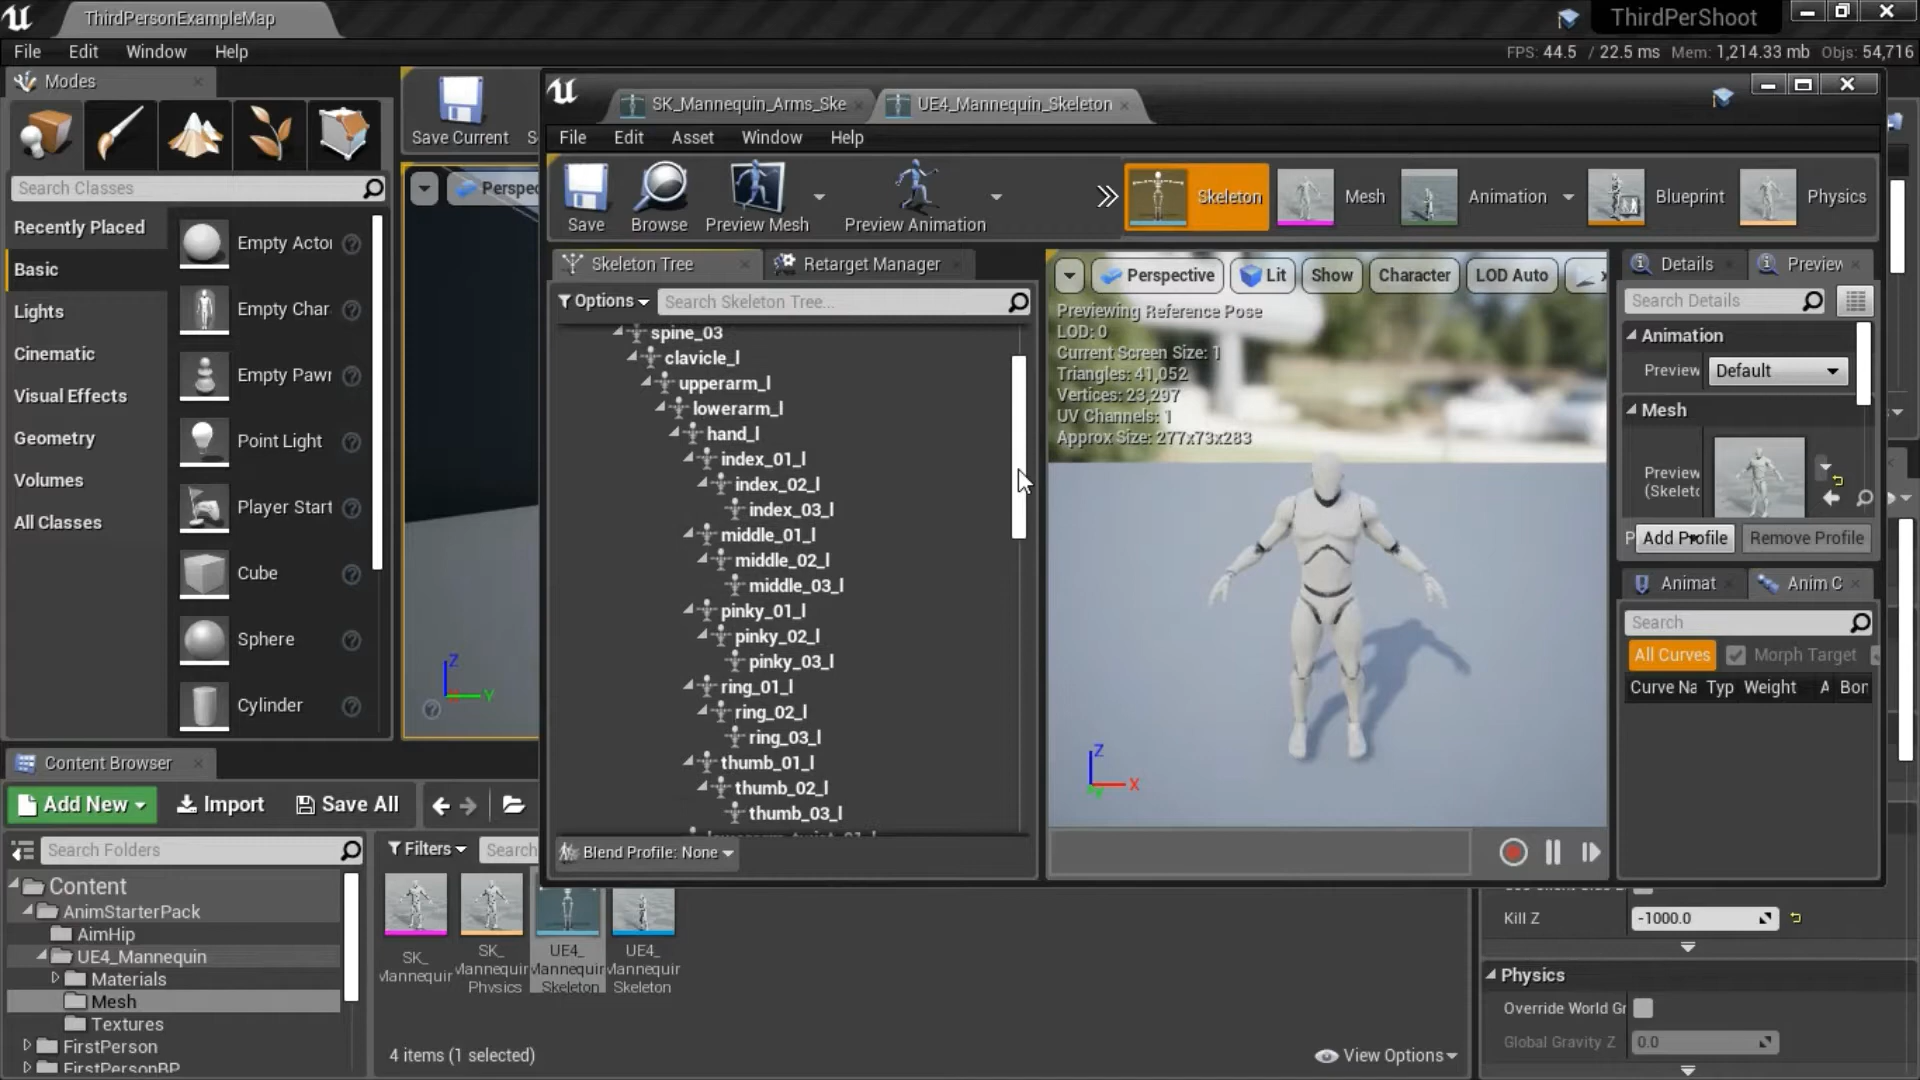 ThirdPersonExampleMap
ThirdPerShoot
File Edit Window Help
FPS: 44.5 / 22.5 ms Mem: 1,214.33 mb Objs: 54,716
Modes
Save Current
Search Classes
Recently Placed
Basic
Lights
Cinematic
Visual Effects
Geometry
Volumes
All Classes
Empty Actor
Empty Char
Empty Pawn
Point Light
Player Start
Cube
Sphere
Cylinder
Perspec
Z
Y
SK_Mannequin_Arms_Ske
UE4_Mannequin_Skeleton
File Edit Asset Window Help
Save
Browse
Preview Mesh
Preview Animation
Skeleton
Mesh
Animation
Blueprint
Physics
Skeleton Tree
Retarget Manager
Options
Search Skeleton Tree...
spine_03
clavicle_l
upperarm_l
lowerarm_l
hand_l
index_01_l
index_02_l
index_03_l
middle_01_l
middle_02_l
middle_03_l
pinky_01_l
pinky_02_l
pinky_03_l
ring_01_l
ring_02_l
ring_03_l
thumb_01_l
thumb_02_l
thumb_03_l
Blend Profile: None
Perspective
Lit
Show
Character
LOD Auto
x
Previewing Reference Pose
LOD: 0
Current Screen Size: 1
Triangles: 41,052
Vertices: 23,297
UV Channels: 1
Approx Size: 277x73x283
Z
X
Y
Details
Preview
Search Details
Animation
Preview
Default
Mesh
Preview
(Skeleto
Add Profile
Remove Profile
Animat
Anim C
Search
All Curves
Morph Target
Curve Na Typ Weight A Bon
Content Browser
Add New
Import
Save All
Search Folders
Filters
Search
Content
AnimStarterPack
AimHip
UE4_Mannequin
Materials
Mesh
Textures
FirstPerson
FirstPersonBP
SK_
Mannequin
SK_
Mannequin
Physics
UE4_
Mannequin
Skeleton
UE4_
Mannequin
Skeleton
4 items (1 selected)
View Options
Kill Z
-1000.0
Physics
Override World Gr
Global Gravity Z
0.0